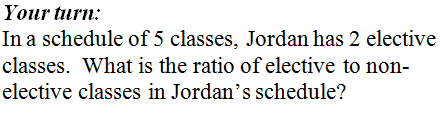 Your turn:
In a schedule of 5 classes, Jordan has 2 elective
classes.  What is the ratio of elective to non-
elective classes in Jordan's schedule?